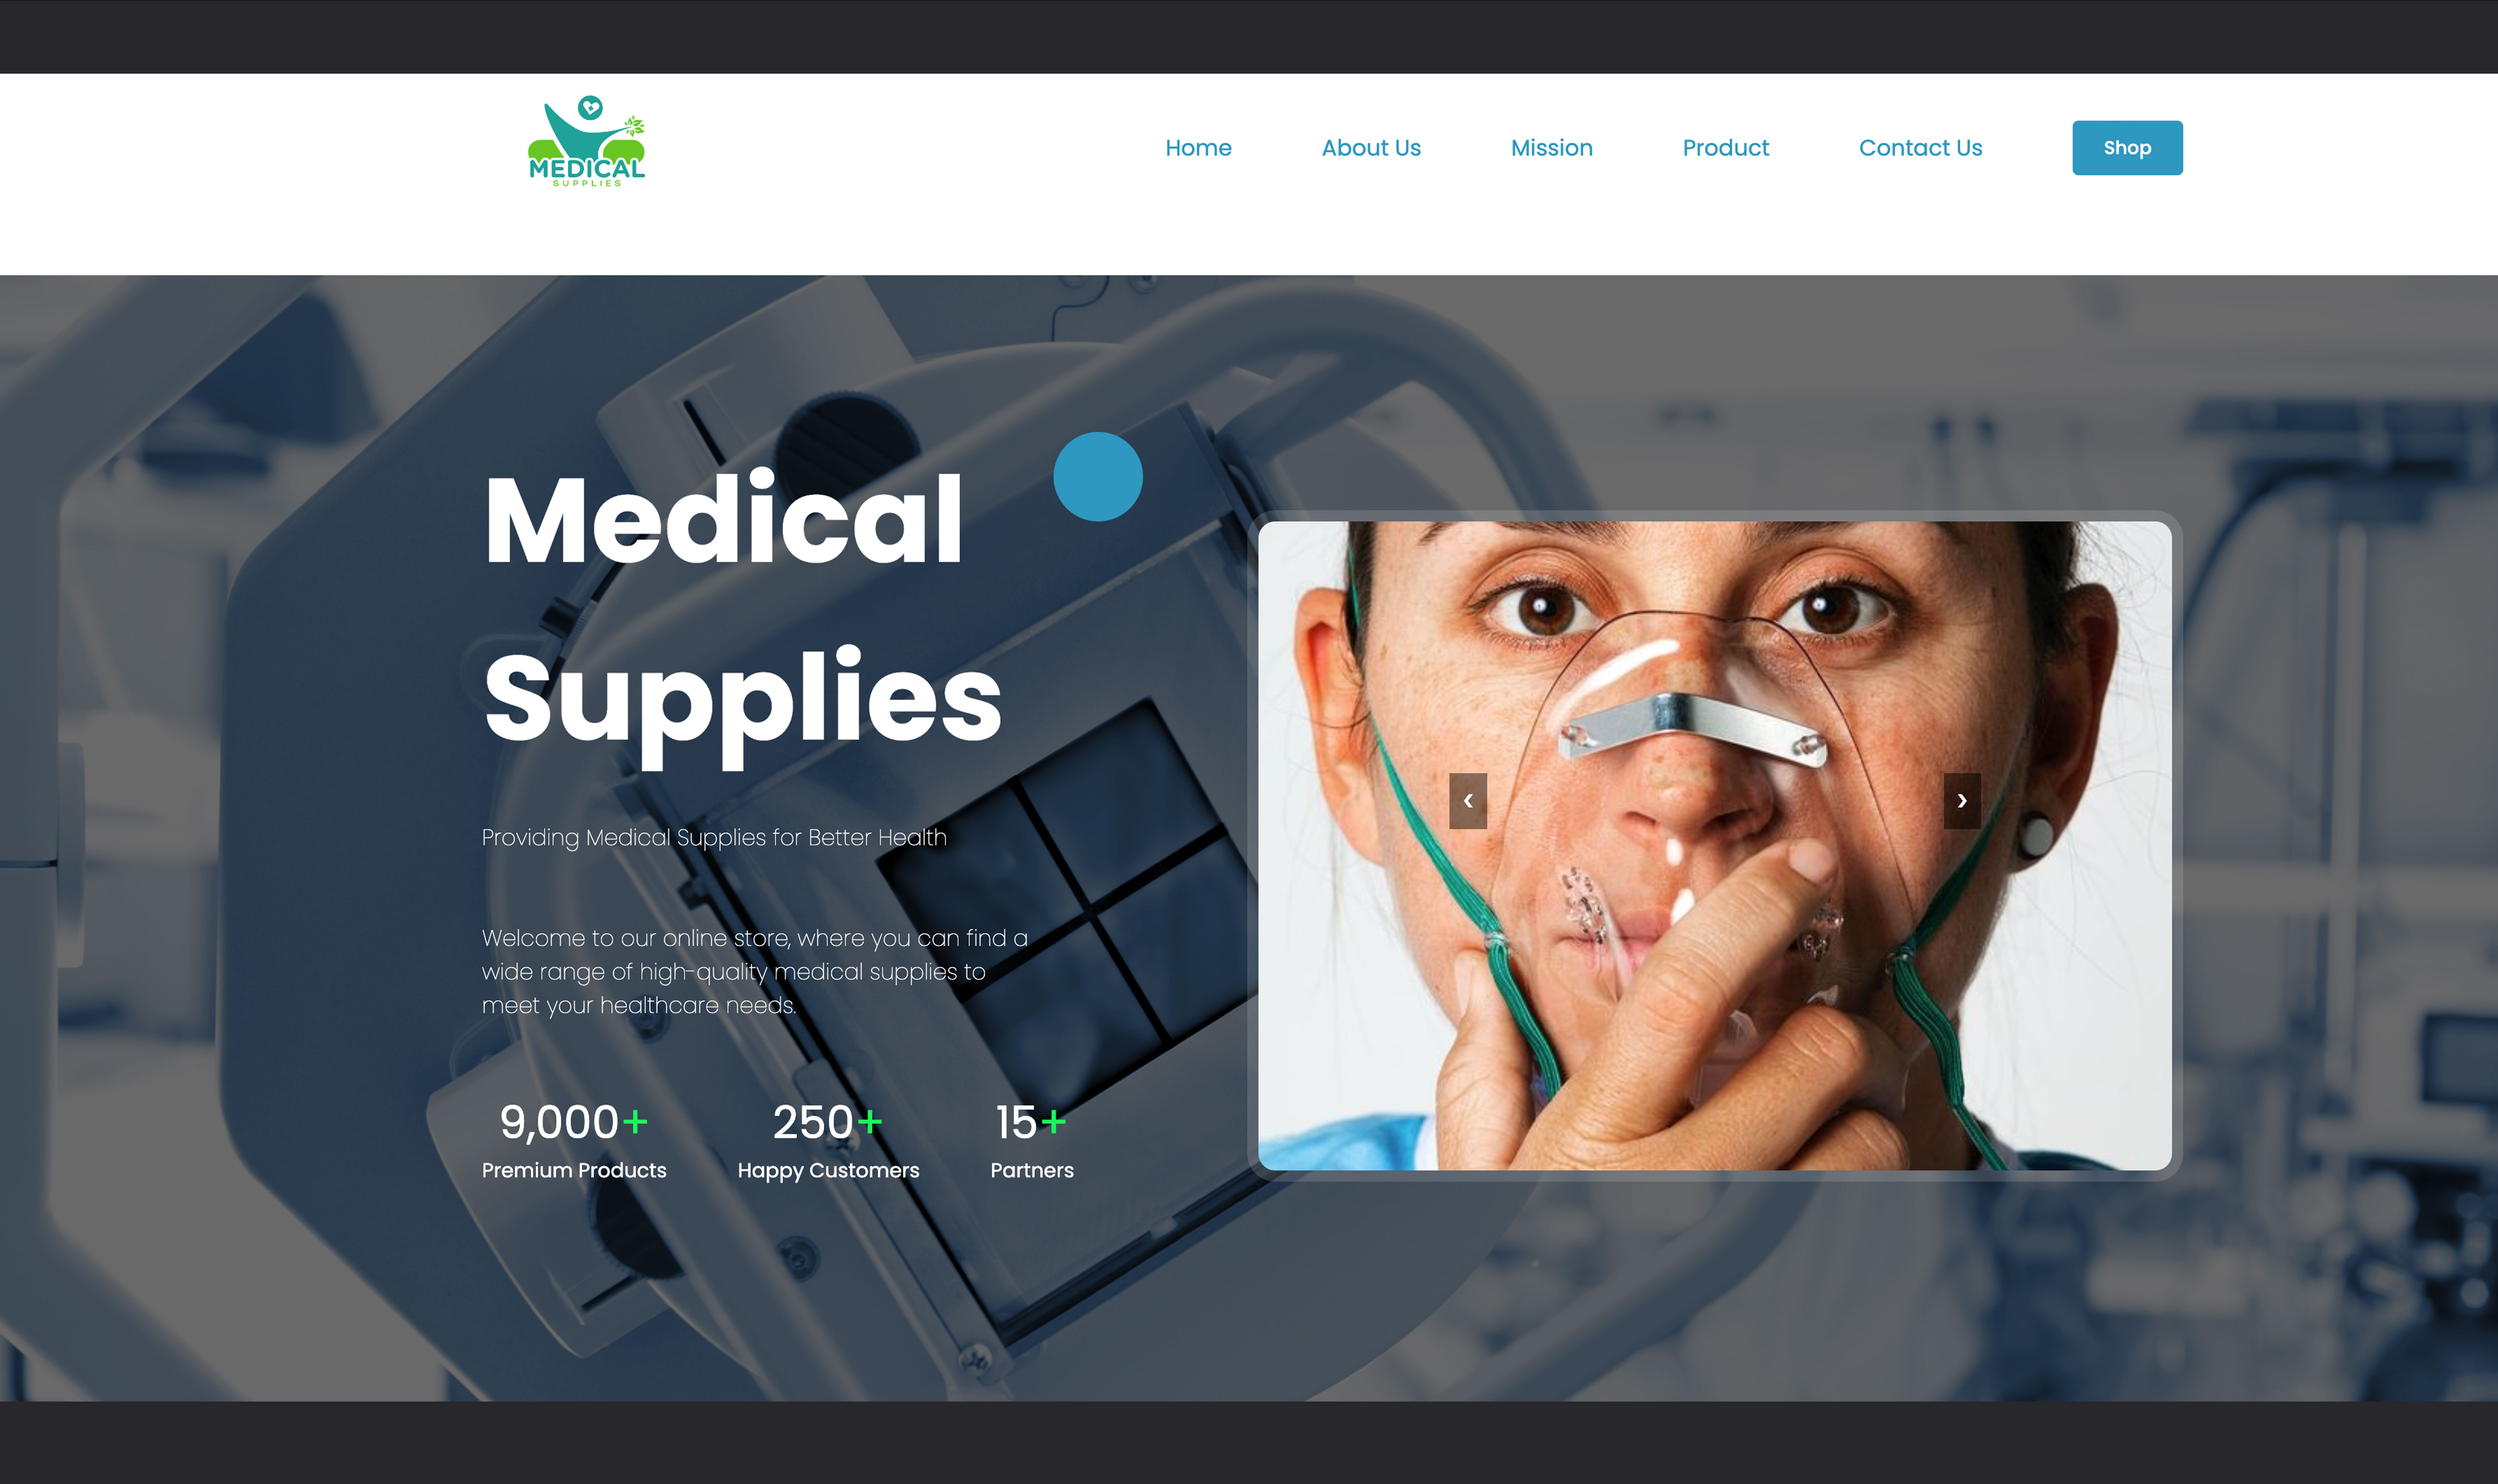 MEDICAL
SUPPLIES
Home
About Us
Mission
Product
Contact Us
Shop
Medical
Supplies
Providing Medical Supplies for Better Health
Welcome to our online store, where you can find a
wide range of high-quality medical supplies to
meet your healthcare needs.
9,000+
Premium Products
250+
Happy Customers
15+
Partners